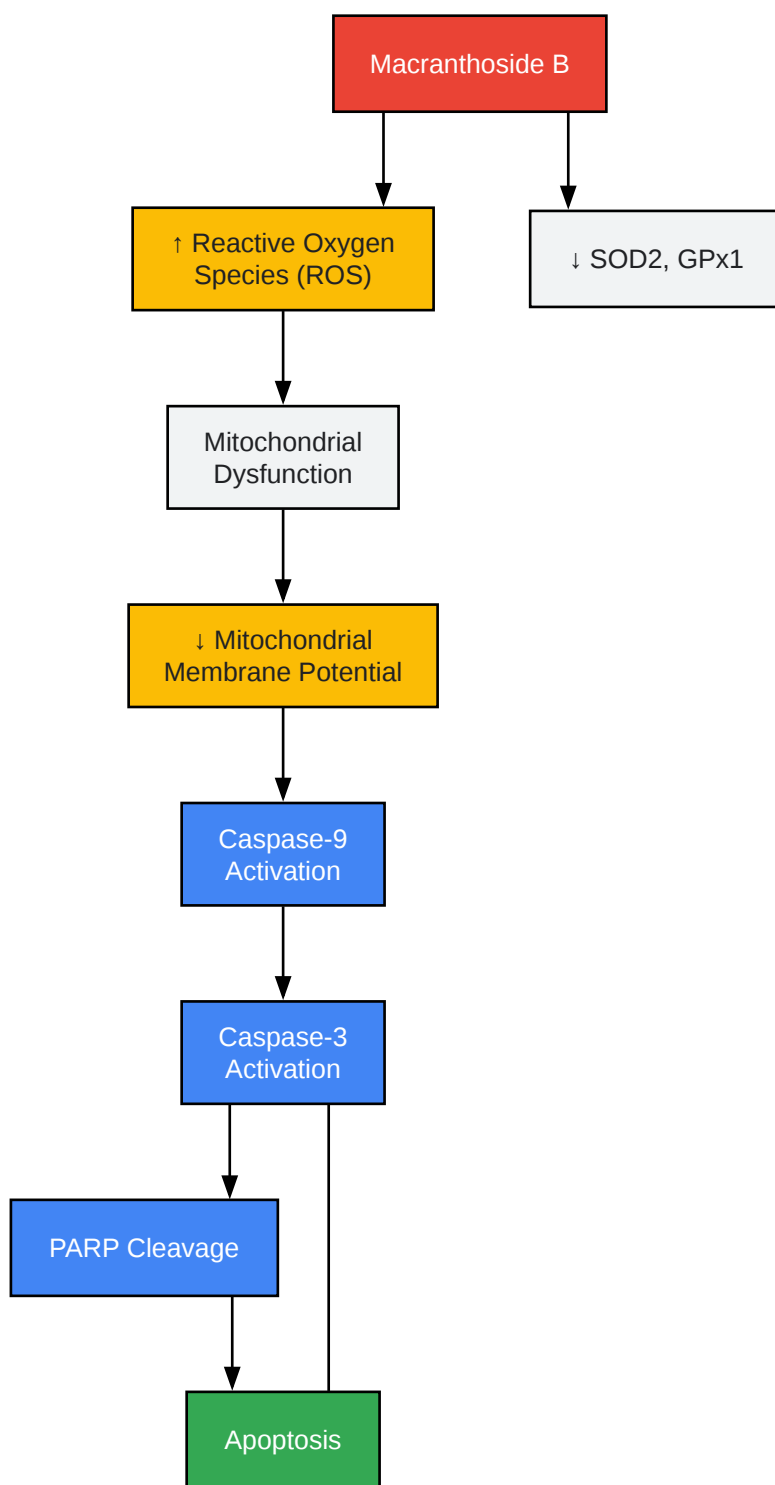 Macranthoside B
↑ Reactive Oxygen
Species (ROS)
↓ SOD2, GPx1
Mitochondrial
Dysfunction
↓ Mitochondrial
Membrane Potential
Caspase-9
Activation
Caspase-3
Activation
PARP Cleavage
Apoptosis